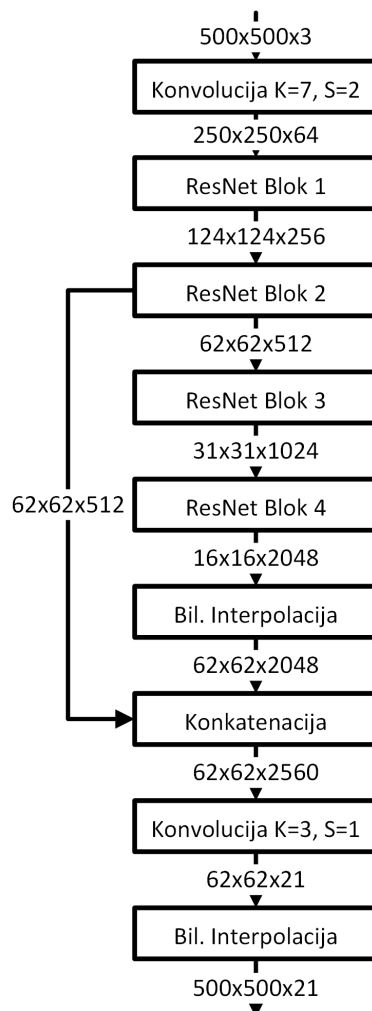 500x500x3
Konvolucija K=7, S=2
250x250x64
ResNet Blok 1
124x124x256
ResNet Blok 2
62x62x512
ResNet Blok 3
31x31x1024
62x62x512
ResNet Blok 4
16x16x2048
Bil. Interpolacija
62x62x2048
Konkatenacija
62x62x2560
Konvolucija K=3, S=1
62x62x21
Bil. Interpolacija
500x500x21